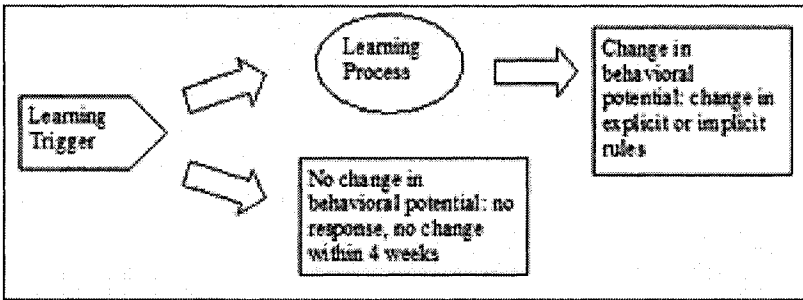 Learning
Trigger
Learning
Process
Change in
behavioral
potential: change in
explicit or implicit
rules
No change in
behavioral potential: no
response, no change
within 4 weeks